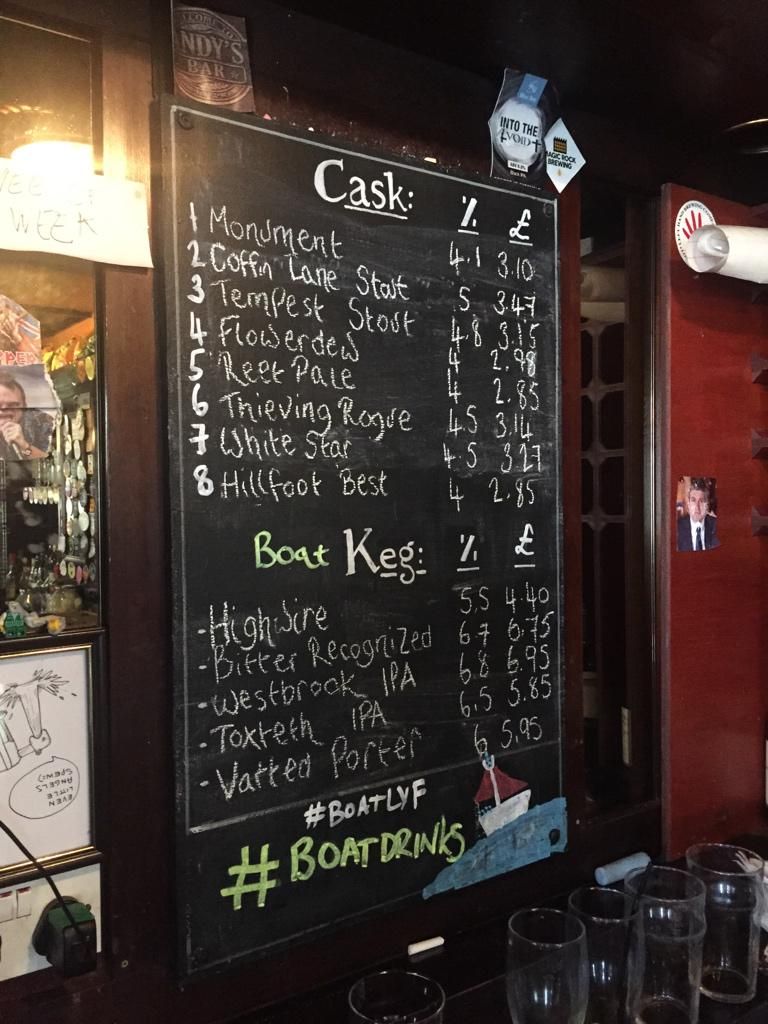 NDY'S
BAR
INTO THE
VOID
MAGIC ROCK
BREWING
WEEK
Cask: % £
1 Monument 4.1 3.10
2 Coffin Lane Stout 5 3.47
3 Tempest Stout 4.8 3.15
4 Flowerdew 4 2.98
5 Reet Pale 4 2.85
6 Thieving Rogue 4.5 3.14
7 White Star 4.5 3.27
8 Hillfoot Best 4 2.85
Boat Keg: % £
- Highwire 5.5 4.40
- Bitter Recognized 6.7 6.75
- Westbrook IPA 6.8 6.95
- Toxteth IPA 6.5 5.85
- Vatted Porter 6 5.95
#BOATLYF
#BOATDRINKS
EVEN
LITTLE
ANGELS
SPEW:)